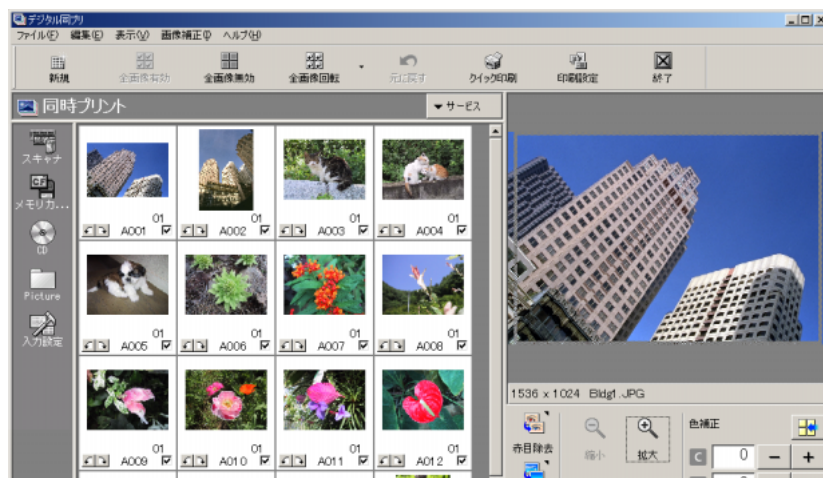 デジタル同プリ
ファイル(F) 編集(E) 表示(V) 画像補正(I) ヘルプ(H)
新規 全画像有効 全画像無効 全画像回転 元に戻す クイック印刷 印刷設定 終了
同時プリント サービス
スキャナ
メモリカ...
CD
Picture
入力設定
01 01 01 01
A001 A002 A003 A004
01 01 01 01
A005 A006 A007 A008
01 01 01 01
A009 A010 A011 A012
1536 x 1024 Bldg1.JPG
赤目除去 縮小 拡大 色補正
C 0 - +